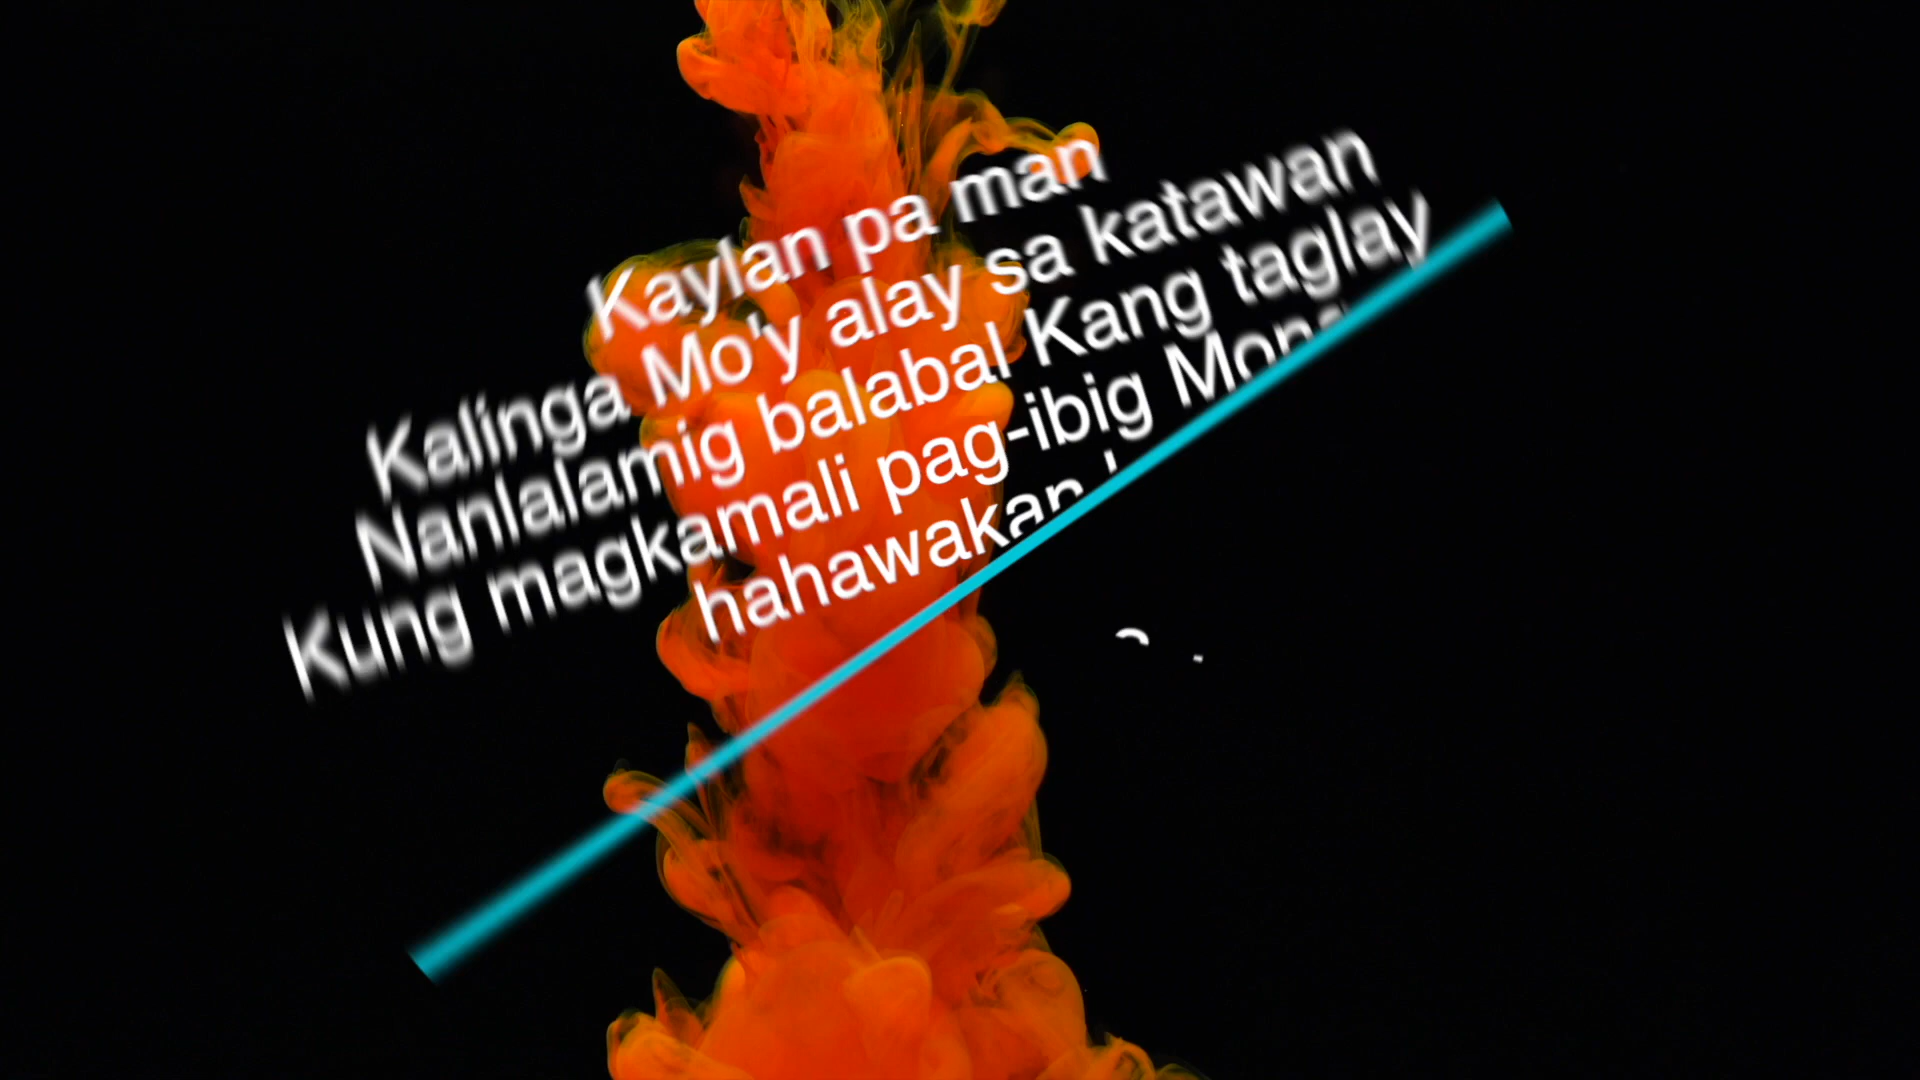 Kaylan pa man
Kalinga Mo'y alay sa katawan
Nanlalamig balabal Kang taglay
Kung magkamali pag-ibig
hahawakan